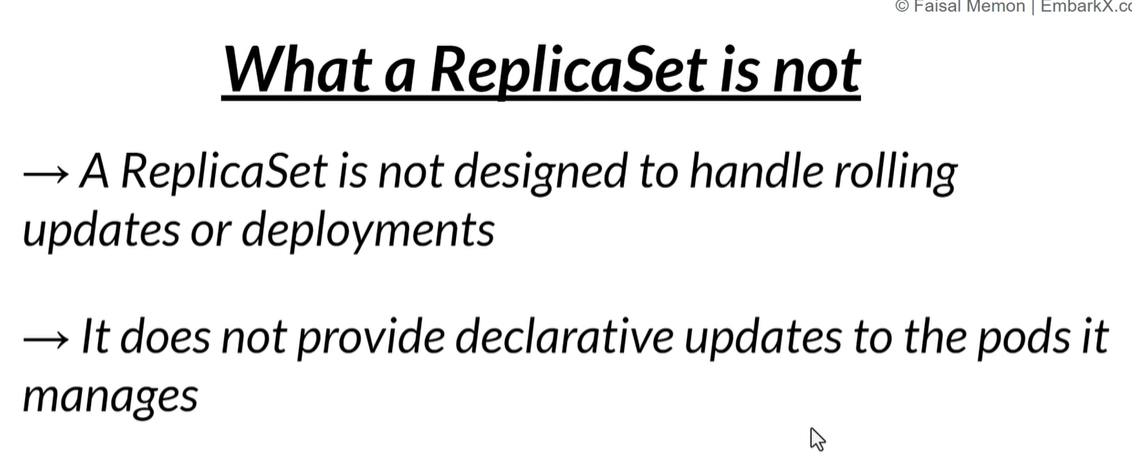 © Faisal Memon | EmbarkX.co
What a ReplicaSet is not
→ A ReplicaSet is not designed to handle rolling
updates or deployments
→ It does not provide declarative updates to the pods it
manages